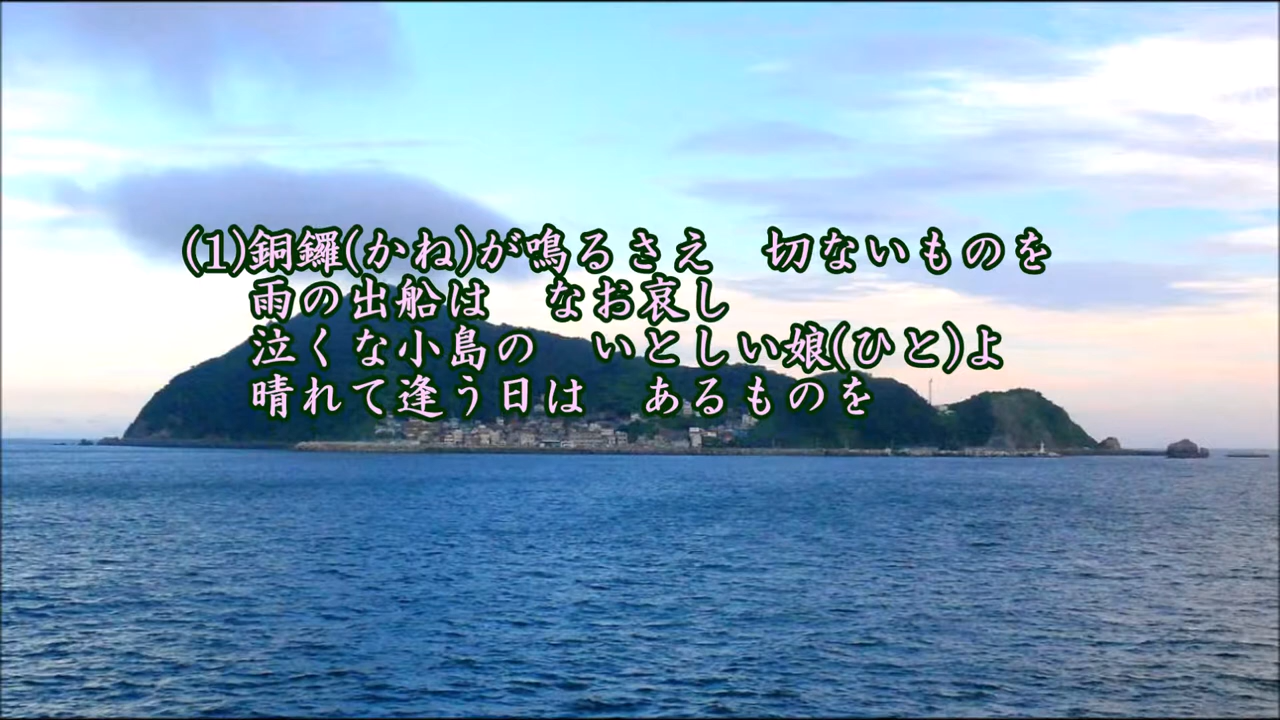 (1)銅鑼(かね)が鳴るさえ　切ないものを
雨の出船は　なお哀し
泣くな小島の　いとしい娘(ひと)よ
晴れて逢う日は　あるものを